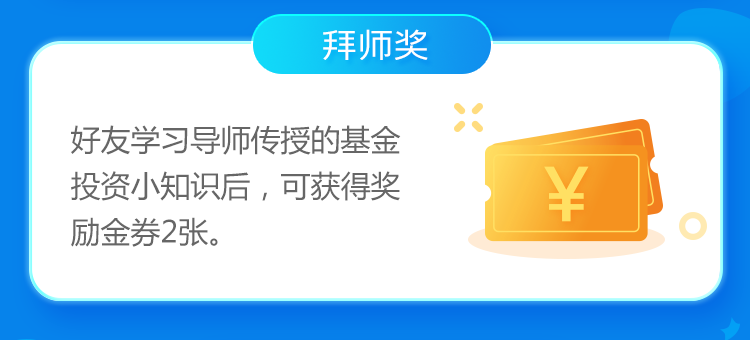 拜师奖
好友学习导师传授的基金
投资小知识后，可获得奖
励金券2张。
¥